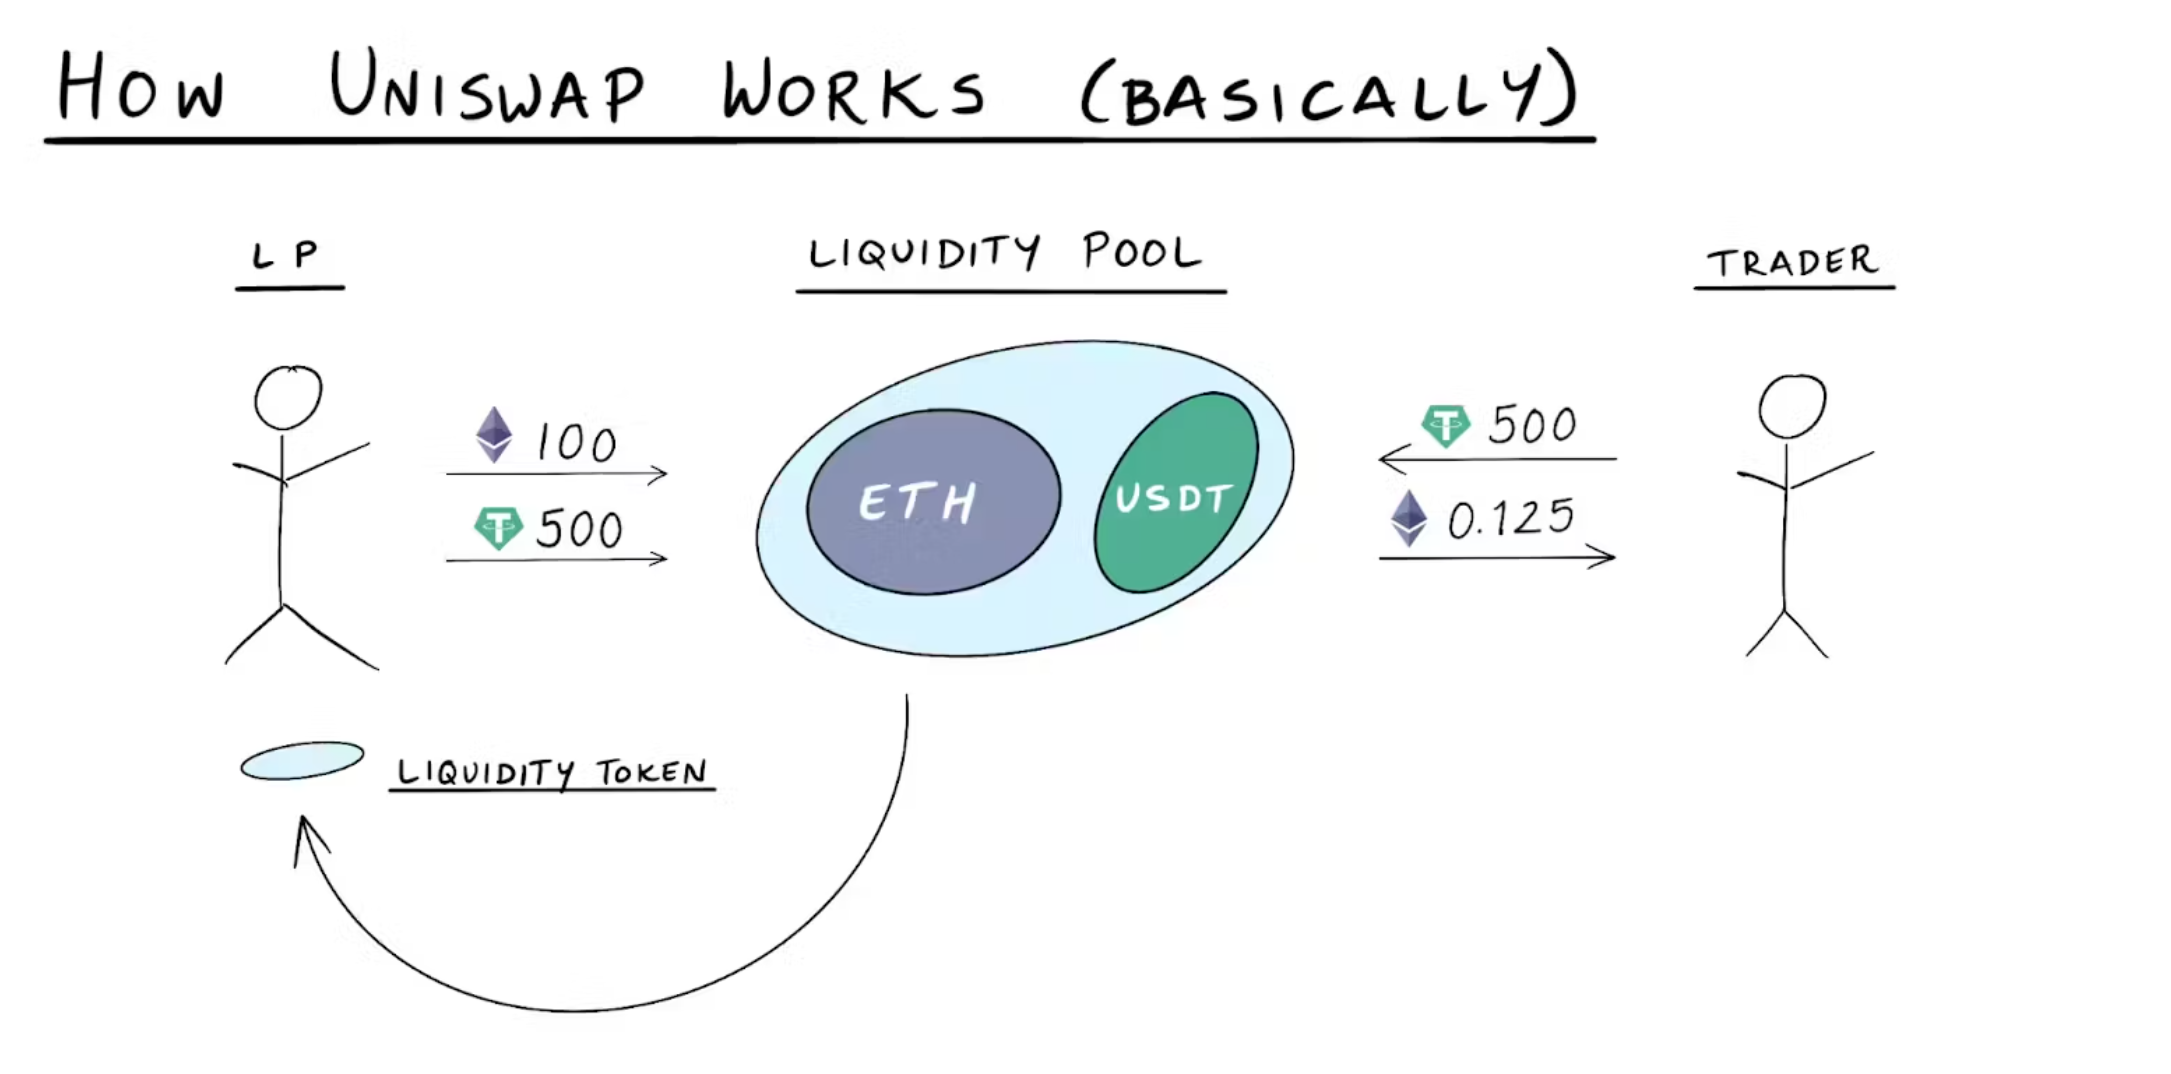 HOW UNISWAP WORKS (BASICALLY)
LP
LIQUIDITY POOL
TRADER
100
500
ETH
USDT
500
0.125
LIQUIDITY TOKEN